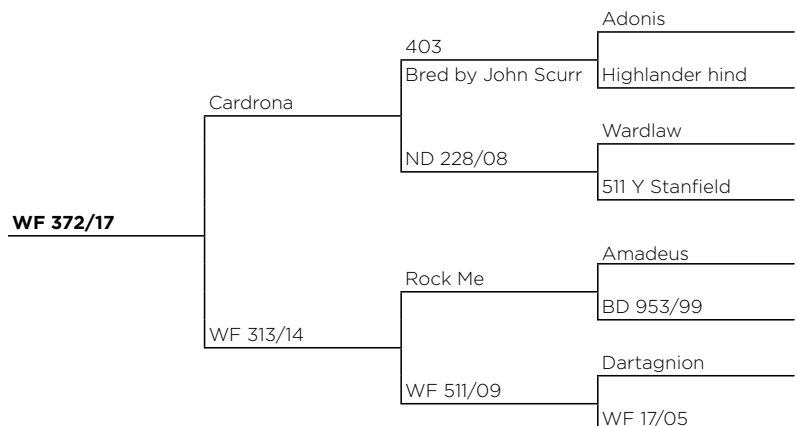 Adonis
403
Bred by John Scurr
Highlander hind
Cardrona
Wardlaw
ND 228/08
511 Y Stanfield
WF 372/17
Amadeus
Rock Me
BD 953/99
WF 313/14
Dartagnion
WF 511/09
WF 17/05